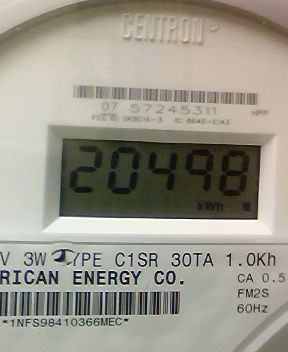 CENTRON®
07 57245311
20498
kWh
V 3W TYPE C1SR 30TA 1.0Kh
RICAN ENERGY CO.
CA 0.5
FM2S
60Hz
*1NFS98410366MEC*